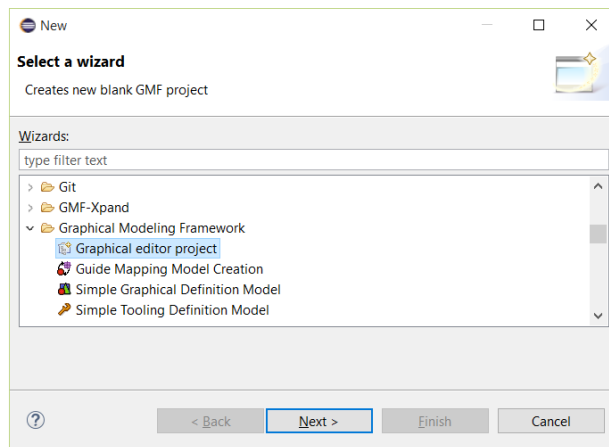 New
Select a wizard
Creates new blank GMF project
Wizards:
type filter text
Git
GMF-Xpand
Graphical Modeling Framework
Graphical editor project
Guide Mapping Model Creation
Simple Graphical Definition Model
Simple Tooling Definition Model
? < Back Next > Finish Cancel